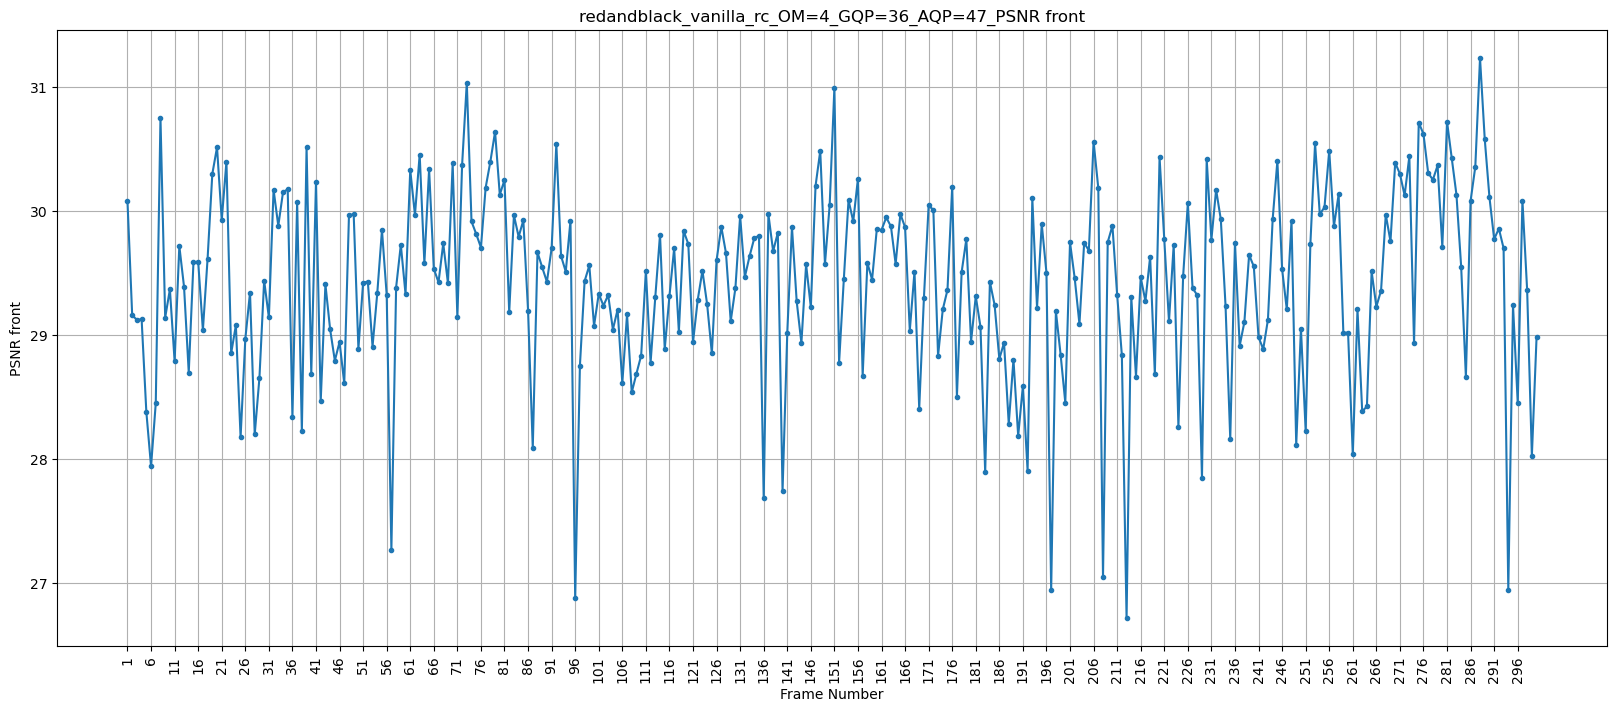 redandblack_vanilla_rc_OM=4_GQP=36_AQP=47_PSNR front
PSNR front
31
30
29
28
27
1 6 11 16 21 26 31 36 41 46 51 56 61 66 71 76 81 86 91 96 101 106 111 116 121 126 131 136 141 146 151 156 161 166 171 176 181 186 191 196 201 206 211 216 221 226 231 236 241 246 251 256 261 266 271 276 281 286 291 296
Frame Number